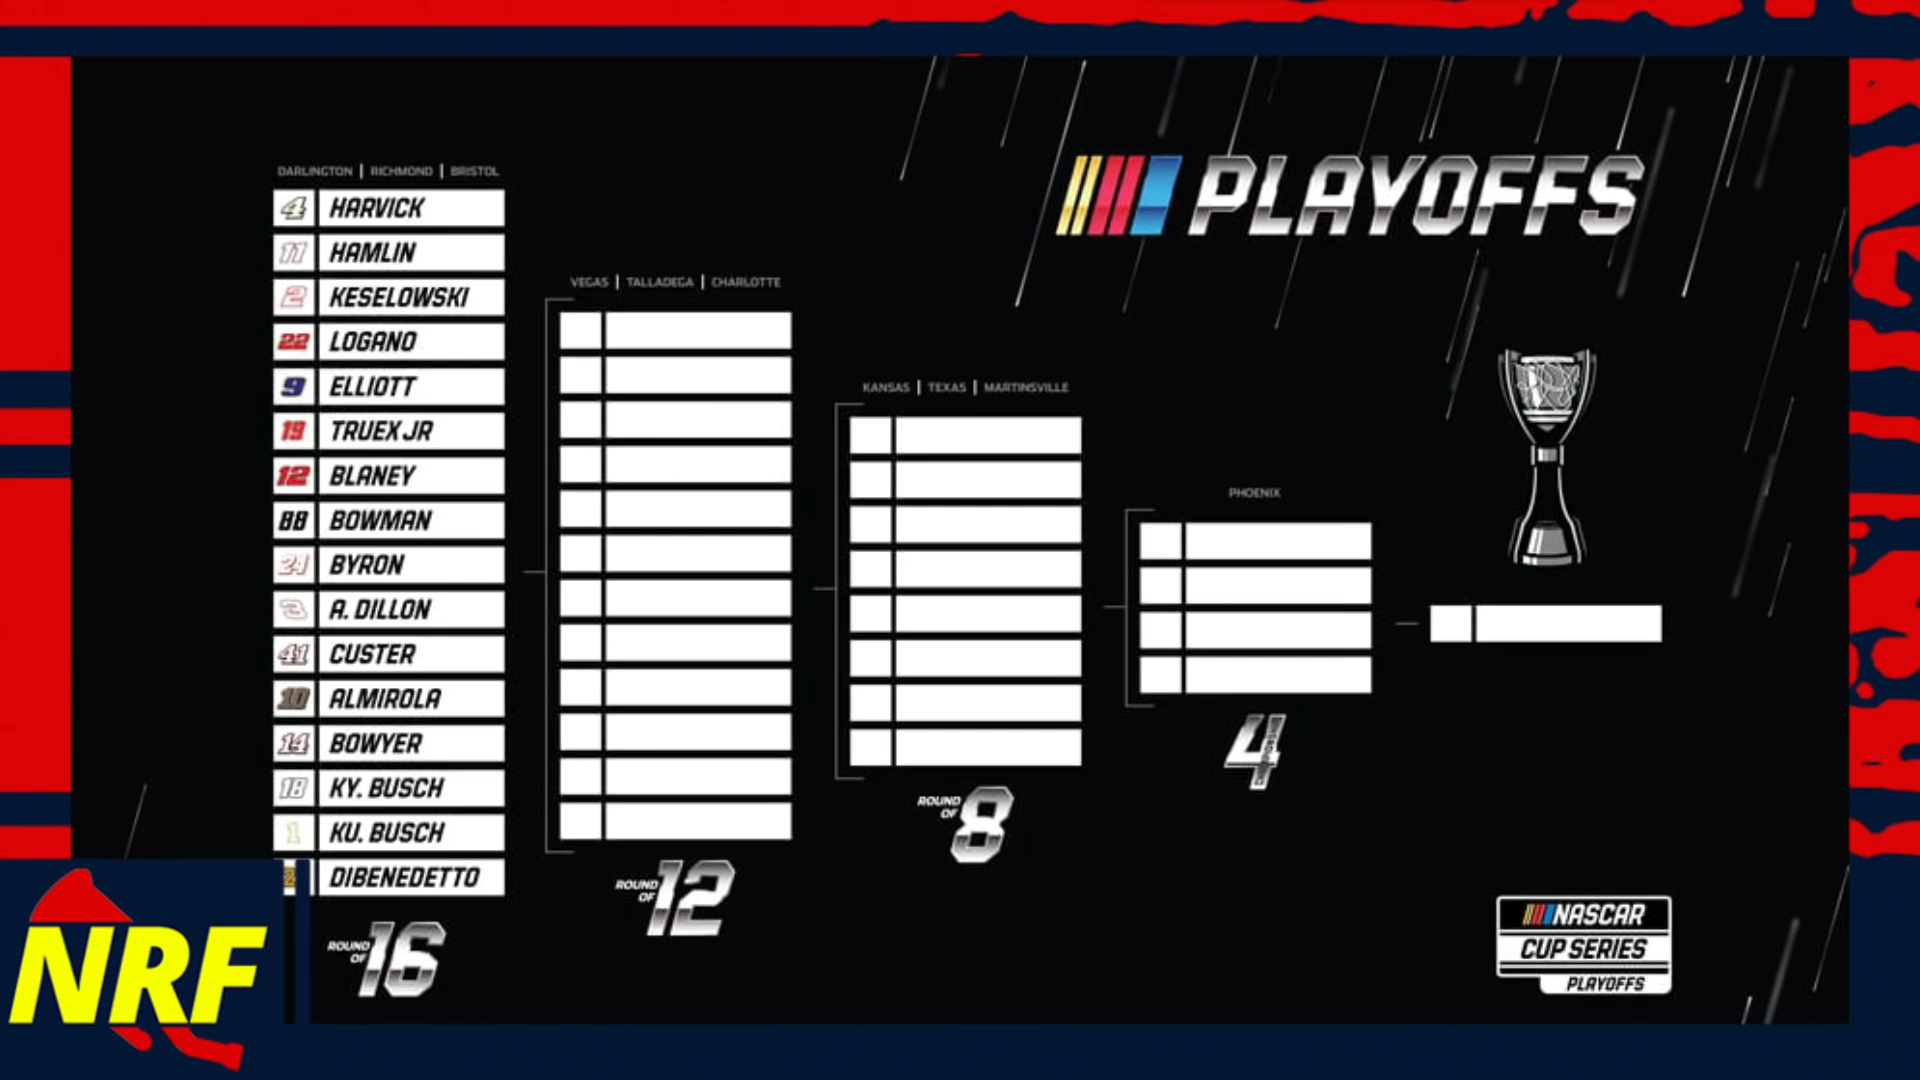 PLAYOFFS
DARLINGTON | RICHMOND | BRISTOL
4 HARVICK
11 HAMLIN
2 KESELOWSKI
22 LOGANO
9 ELLIOTT
19 TRUEX JR
12 BLANEY
88 BOWMAN
24 BYRON
3 A. DILLON
41 CUSTER
10 ALMIROLA
14 BOWYER
18 KY. BUSCH
1 KU. BUSCH
DIBENEDETTO
ROUND OF 16
VEGAS | TALLADEGA | CHARLOTTE
ROUND OF 12
KANSAS | TEXAS | MARTINSVILLE
ROUND OF 8
PHOENIX
4
NASCAR
CUP SERIES
PLAYOFFS
NRF